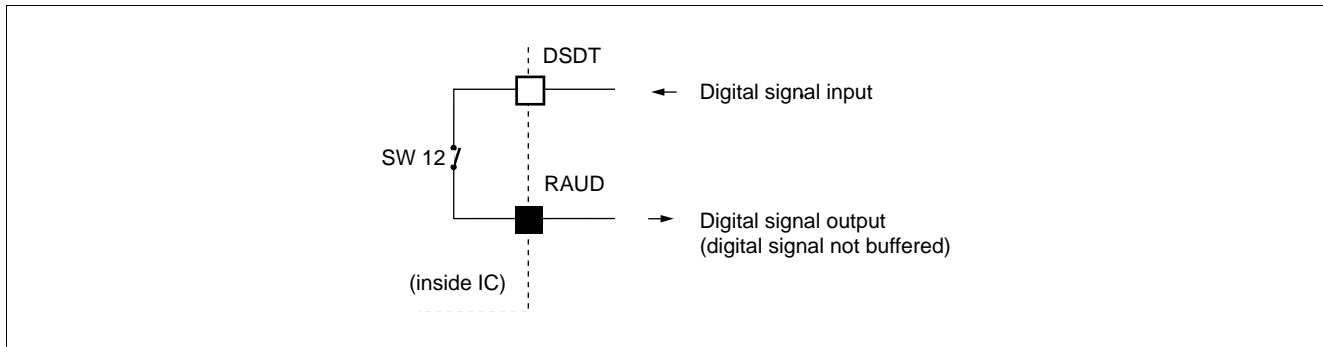 DSDT
Digital signal input
SW 12
RAUD
Digital signal output
(digital signal not buffered)
(inside IC)